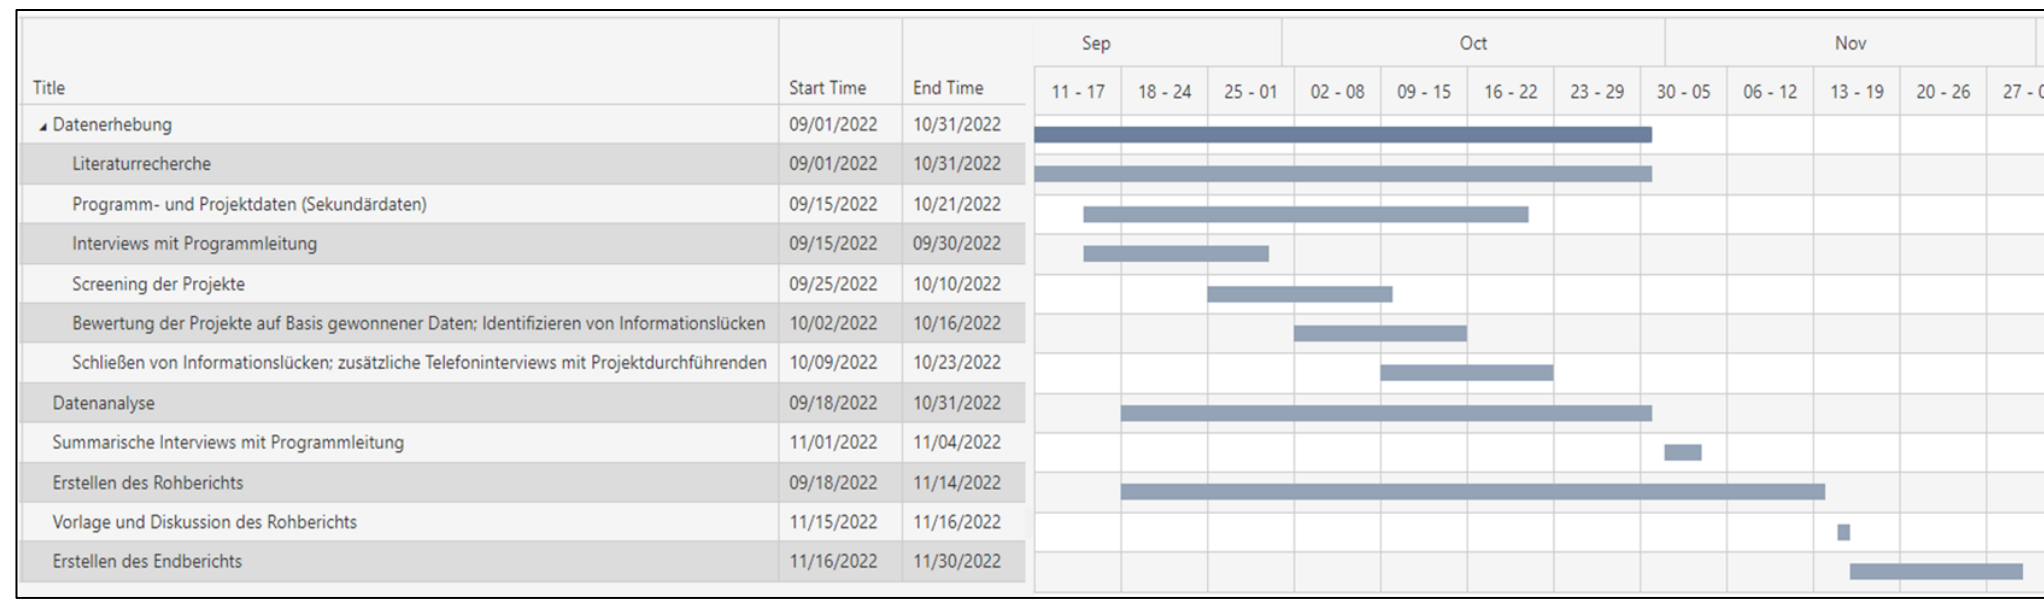 Sep Oct Nov
Title Start Time End Time 11 - 17 18 - 24 25 - 01 02 - 08 09 - 15 16 - 22 23 - 29 30 - 05 06 - 12 13 - 19 20 - 26 27 - 0
Datenerhebung 09/01/2022 10/31/2022
Literaturrecherche 09/01/2022 10/31/2022
Programm- und Projektdaten (Sekundärdaten) 09/15/2022 10/21/2022
Interviews mit Programmleitung 09/15/2022 09/30/2022
Screening der Projekte 09/25/2022 10/10/2022
Bewertung der Projekte auf Basis gewonnener Daten; Identifizieren von Informationslücken 10/02/2022 10/16/2022
Schließen von Informationslücken; zusätzliche Telefoninterviews mit Projektdurchführenden 10/09/2022 10/23/2022
Datenanalyse 09/18/2022 10/31/2022
Summarische Interviews mit Programmleitung 11/01/2022 11/04/2022
Erstellen des Rohberichts 09/18/2022 11/14/2022
Vorlage und Diskussion des Rohberichts 11/15/2022 11/16/2022
Erstellen des Endberichts 11/16/2022 11/30/2022